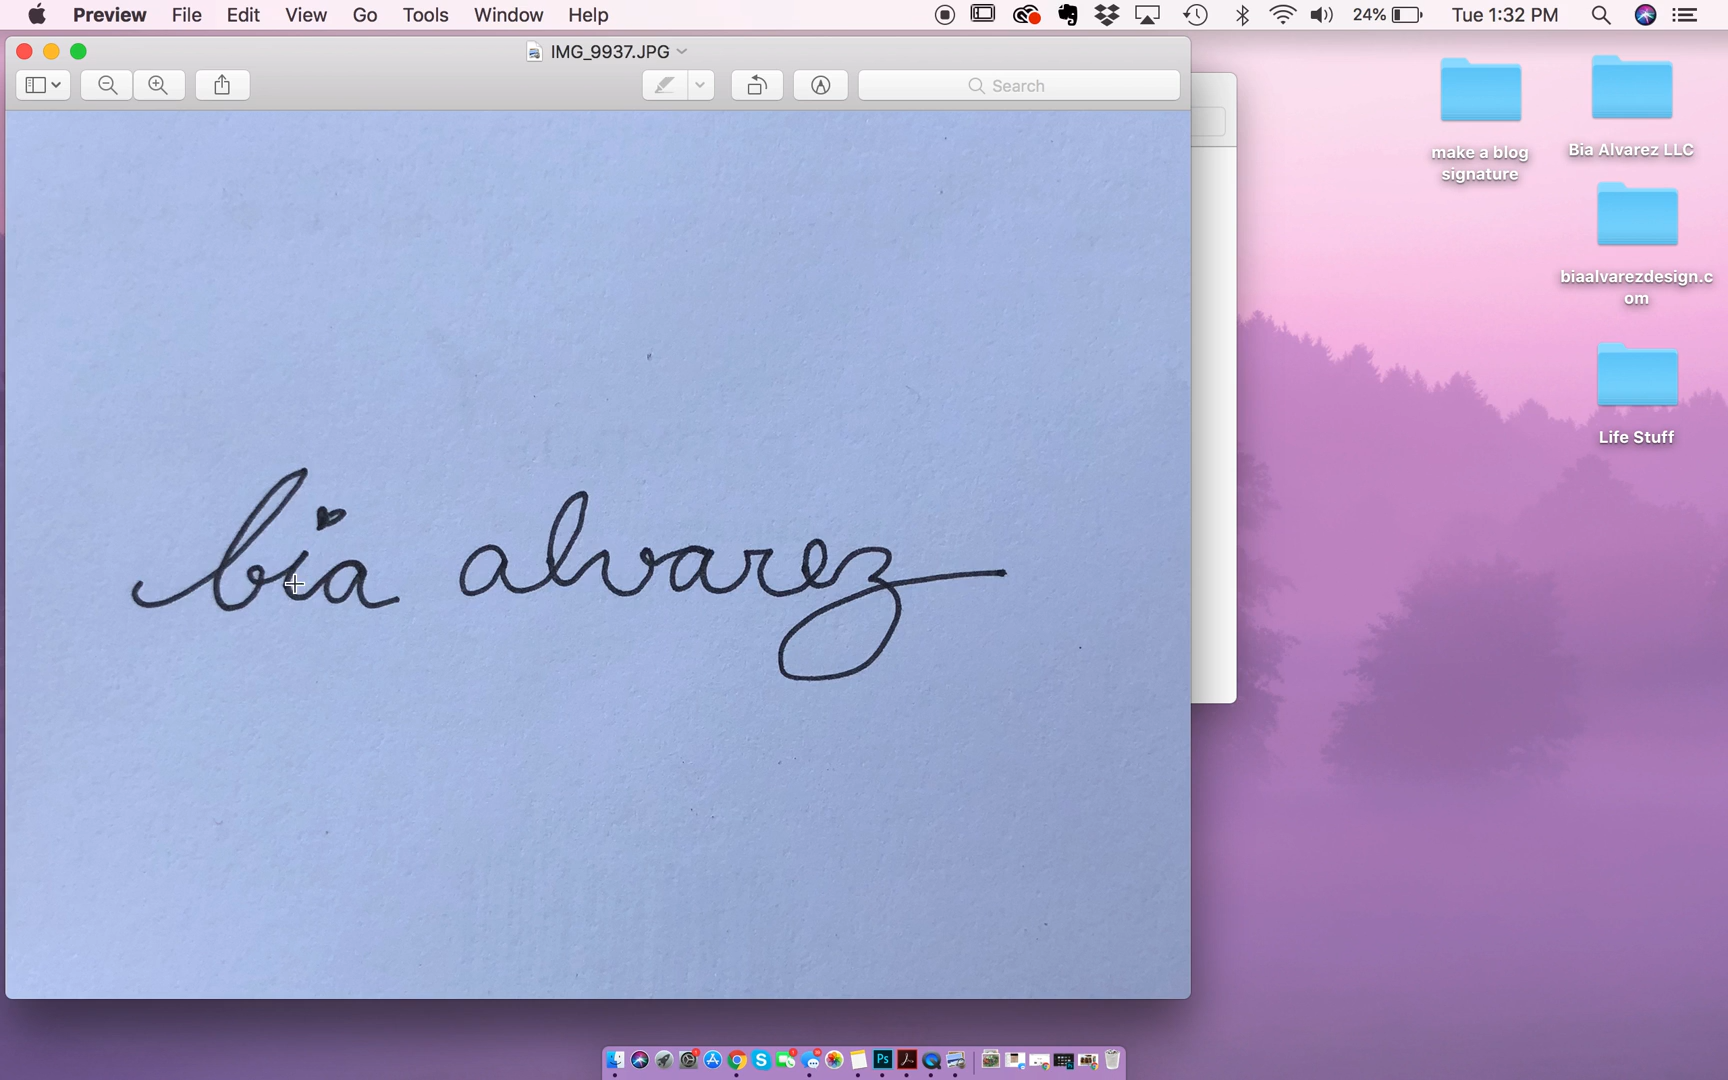 Preview File Edit View Go Tools Window Help 24% Tue 1:32 PM
IMG_9937.JPG
Search
make a blog
signature
Bia Alvarez LLC
biaalvarezdesign.c
om
Life Stuff
bia alvarez
Ps